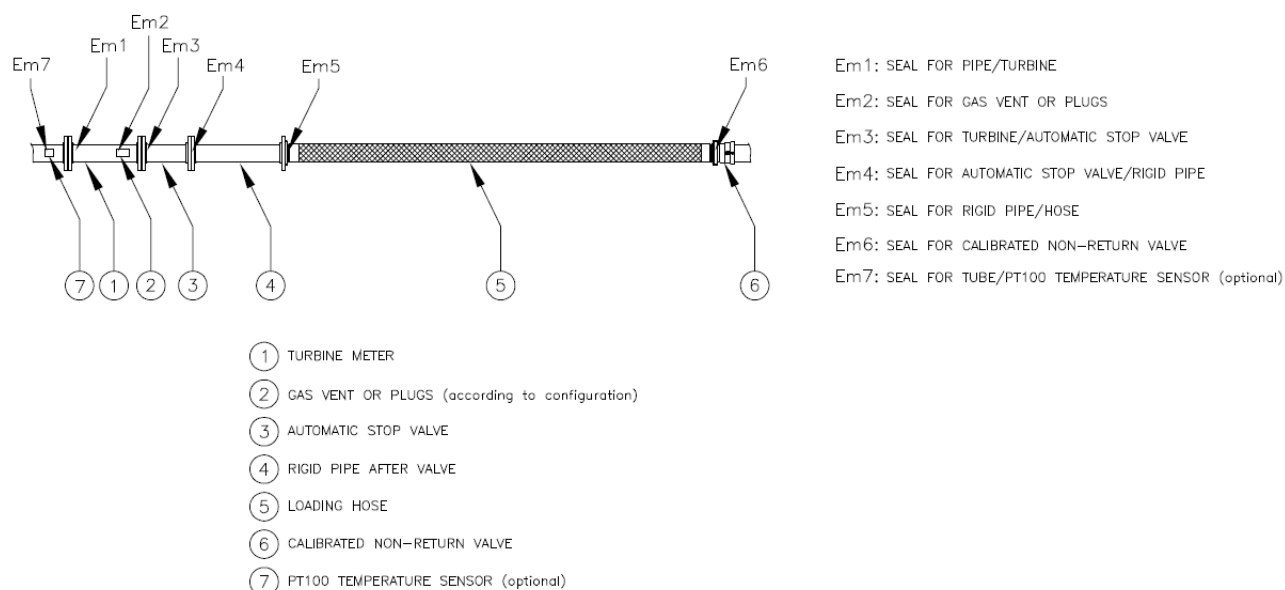 Em2
Em1
Em3
Em7
Em4
Em5
Em6
Em1: SEAL FOR PIPE/TURBINE
Em2: SEAL FOR GAS VENT OR PLUGS
Em3: SEAL FOR TURBINE/AUTOMATIC STOP VALVE
Em4: SEAL FOR AUTOMATIC STOP VALVE/RIGID PIPE
Em5: SEAL FOR RIGID PIPE/HOSE
Em6: SEAL FOR CALIBRATED NON-RETURN VALVE
Em7: SEAL FOR TUBE/PT100 TEMPERATURE SENSOR (optional)
7 1 2 3 4 5 6
1 TURBINE METER
2 GAS VENT OR PLUGS (according to configuration)
3 AUTOMATIC STOP VALVE
4 RIGID PIPE AFTER VALVE
5 LOADING HOSE
6 CALIBRATED NON-RETURN VALVE
7 PT100 TEMPERATURE SENSOR (optional)